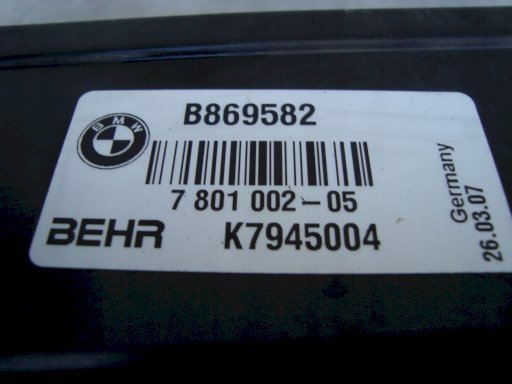 B869582
BMW
7 801 002-05
BEHR K7945004
Germany
26.03.07